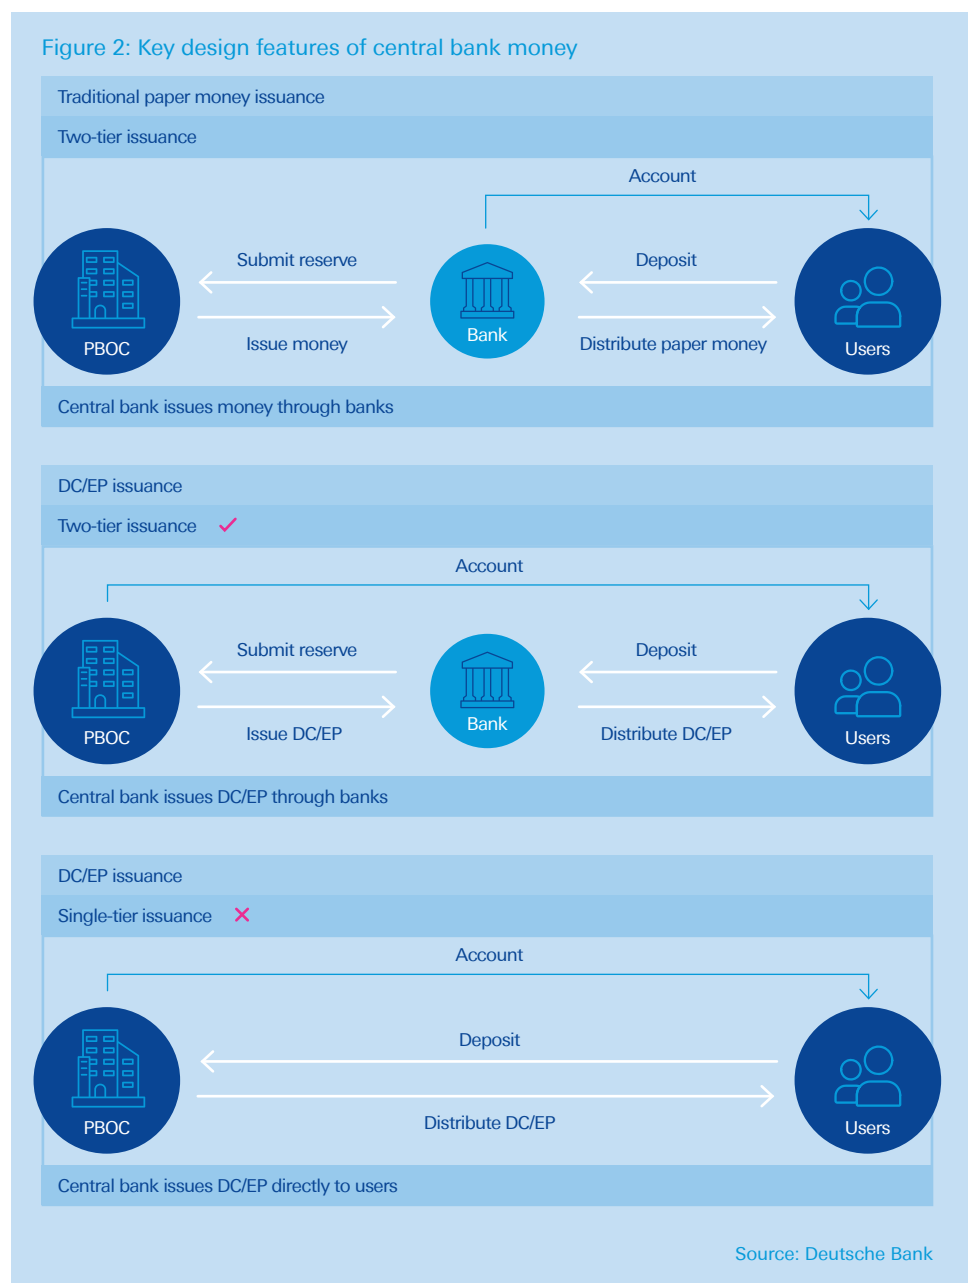 Figure 2: Key design features of central bank money
Traditional paper money issuance
Two-tier issuance
Account
Submit reserve
Deposit
Issue money
Distribute paper money
PBOC
Bank
Users
Central bank issues money through banks
DC/EP issuance
Two-tier issuance
Account
Submit reserve
Deposit
Issue DC/EP
Distribute DC/EP
PBOC
Bank
Users
Central bank issues DC/EP through banks
DC/EP issuance
Single-tier issuance
Account
Deposit
Distribute DC/EP
PBOC
Users
Central bank issues DC/EP directly to users
Source: Deutsche Bank